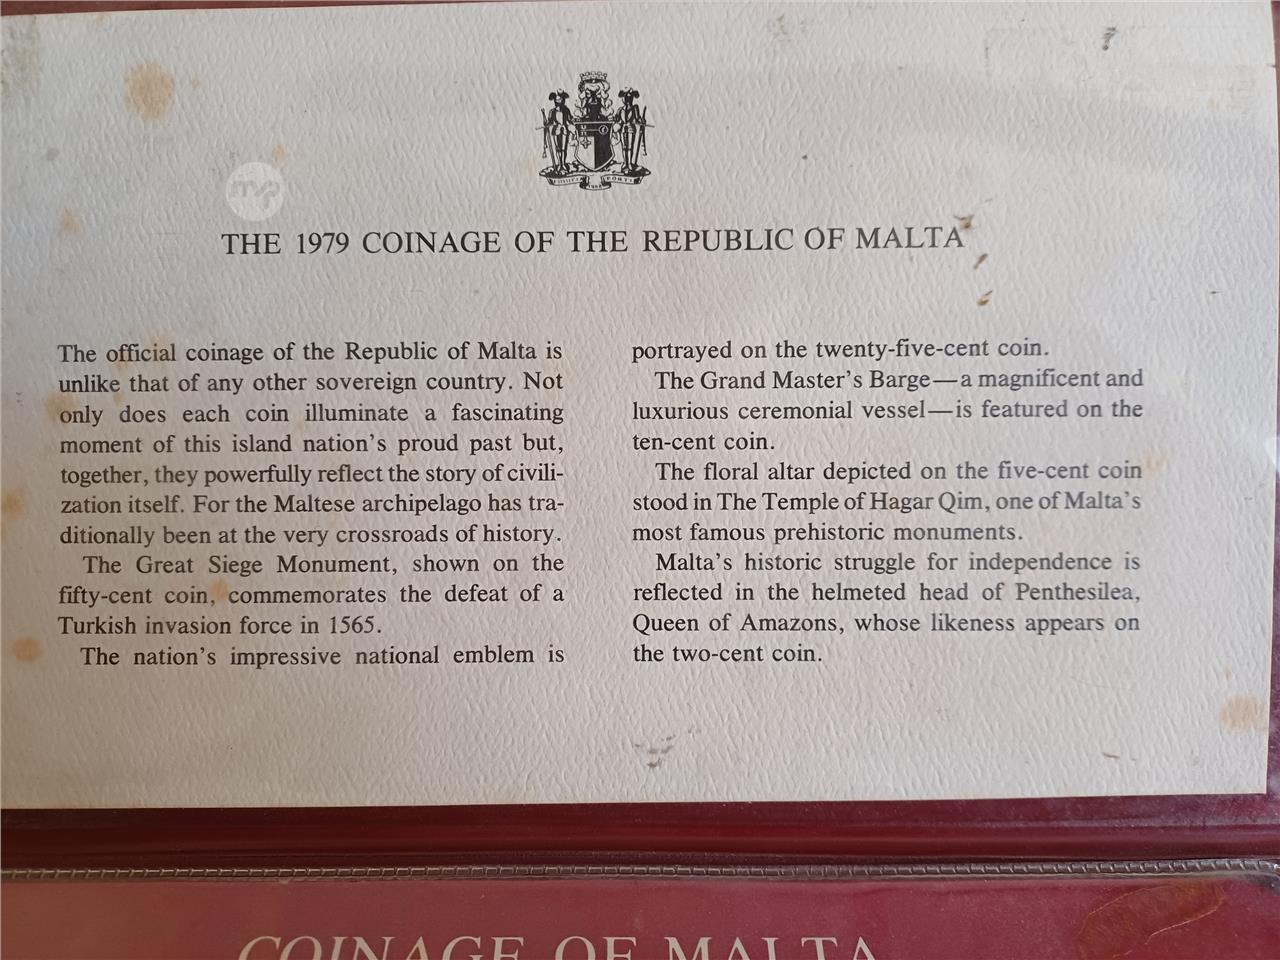 THE 1979 COINAGE OF THE REPUBLIC OF MALTA
The official coinage of the Republic of Malta is
unlike that of any other sovereign country. Not
only does each coin illuminate a fascinating
moment of this island nation's proud past but,
together, they powerfully reflect the story of civili-
zation itself. For the Maltese archipelago has tra-
ditionally been at the very crossroads of history.
The Great Siege Monument, shown on the
fifty-cent coin, commemorates the defeat of a
Turkish invasion force in 1565.
The nation's impressive national emblem is
portrayed on the twenty-five-cent coin.
The Grand Master's Barge—a magnificent and
luxurious ceremonial vessel—is featured on the
ten-cent coin.
The floral altar depicted on the five-cent coin
stood in The Temple of Hagar Qim, one of Malta's
most famous prehistoric monuments.
Malta's historic struggle for independence is
reflected in the helmeted head of Penthesilea,
Queen of Amazons, whose likeness appears on
the two-cent coin.
COINAGE OF MALTA